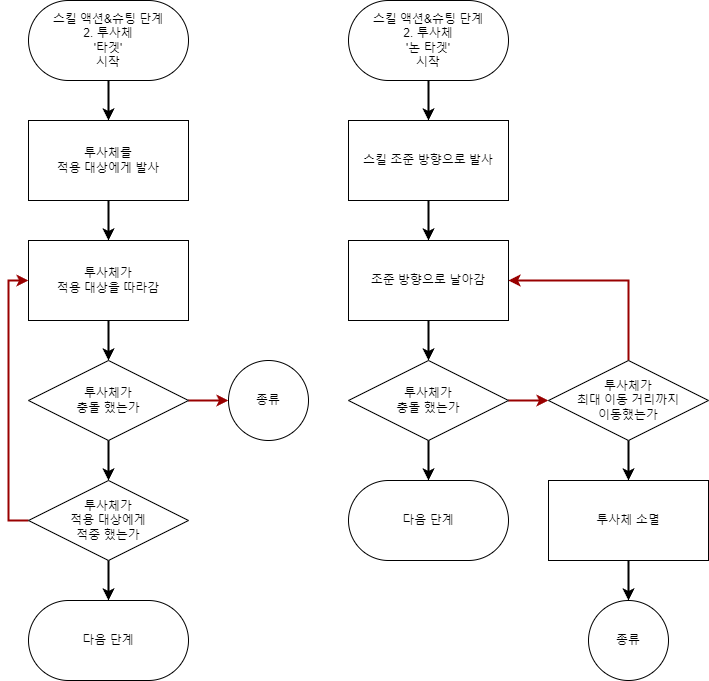 스킬 액션&슈팅 단계
2. 투사체
'타겟'
시작
투사체를
적용 대상에게 발사
투사체가
적용 대상을 따라감
투사체가
충돌 했는가
종류
투사체가
적용 대상에게
적중 했는가
다음 단계
스킬 액션&슈팅 단계
2. 투사체
'논 타겟'
시작
스킬 조준 방향으로 발사
조준 방향으로 날아감
투사체가
충돌 했는가
투사체가
최대 이동 거리까지
이동했는가
다음 단계
투사체 소멸
종류